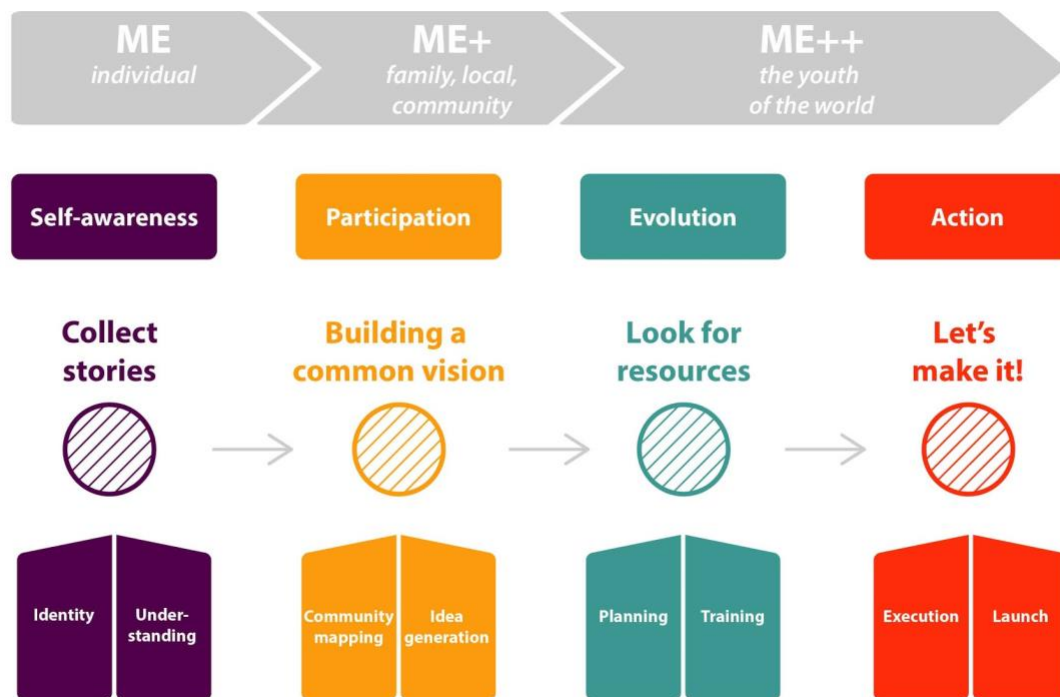 ME
individual
ME+
family, local,
community
ME++
the youth
of the world
Self-awareness
Participation
Evolution
Action
Collect
stories
Building a
common vision
Look for
resources
Let's
make it!
Identity
Under-
standing
Community
mapping
Idea
generation
Planning
Training
Execution
Launch